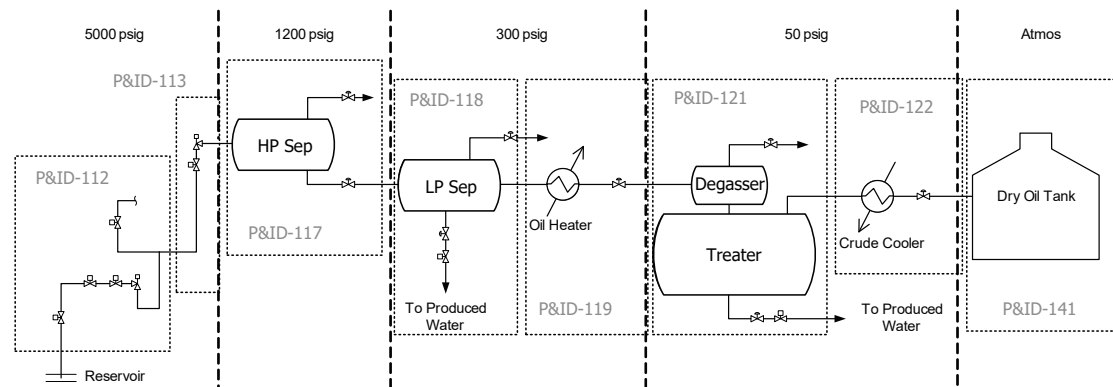 5000 psig
1200 psig
300 psig
50 psig
Atmos
P&ID-113
P&ID-118
P&ID-121
P&ID-122
HP Sep
P&ID-112
LP Sep
Degasser
Dry Oil Tank
Oil Heater
P&ID-117
Treater
Crude Cooler
To Produced
Water
P&ID-119
To Produced
Water
P&ID-141
Reservoir